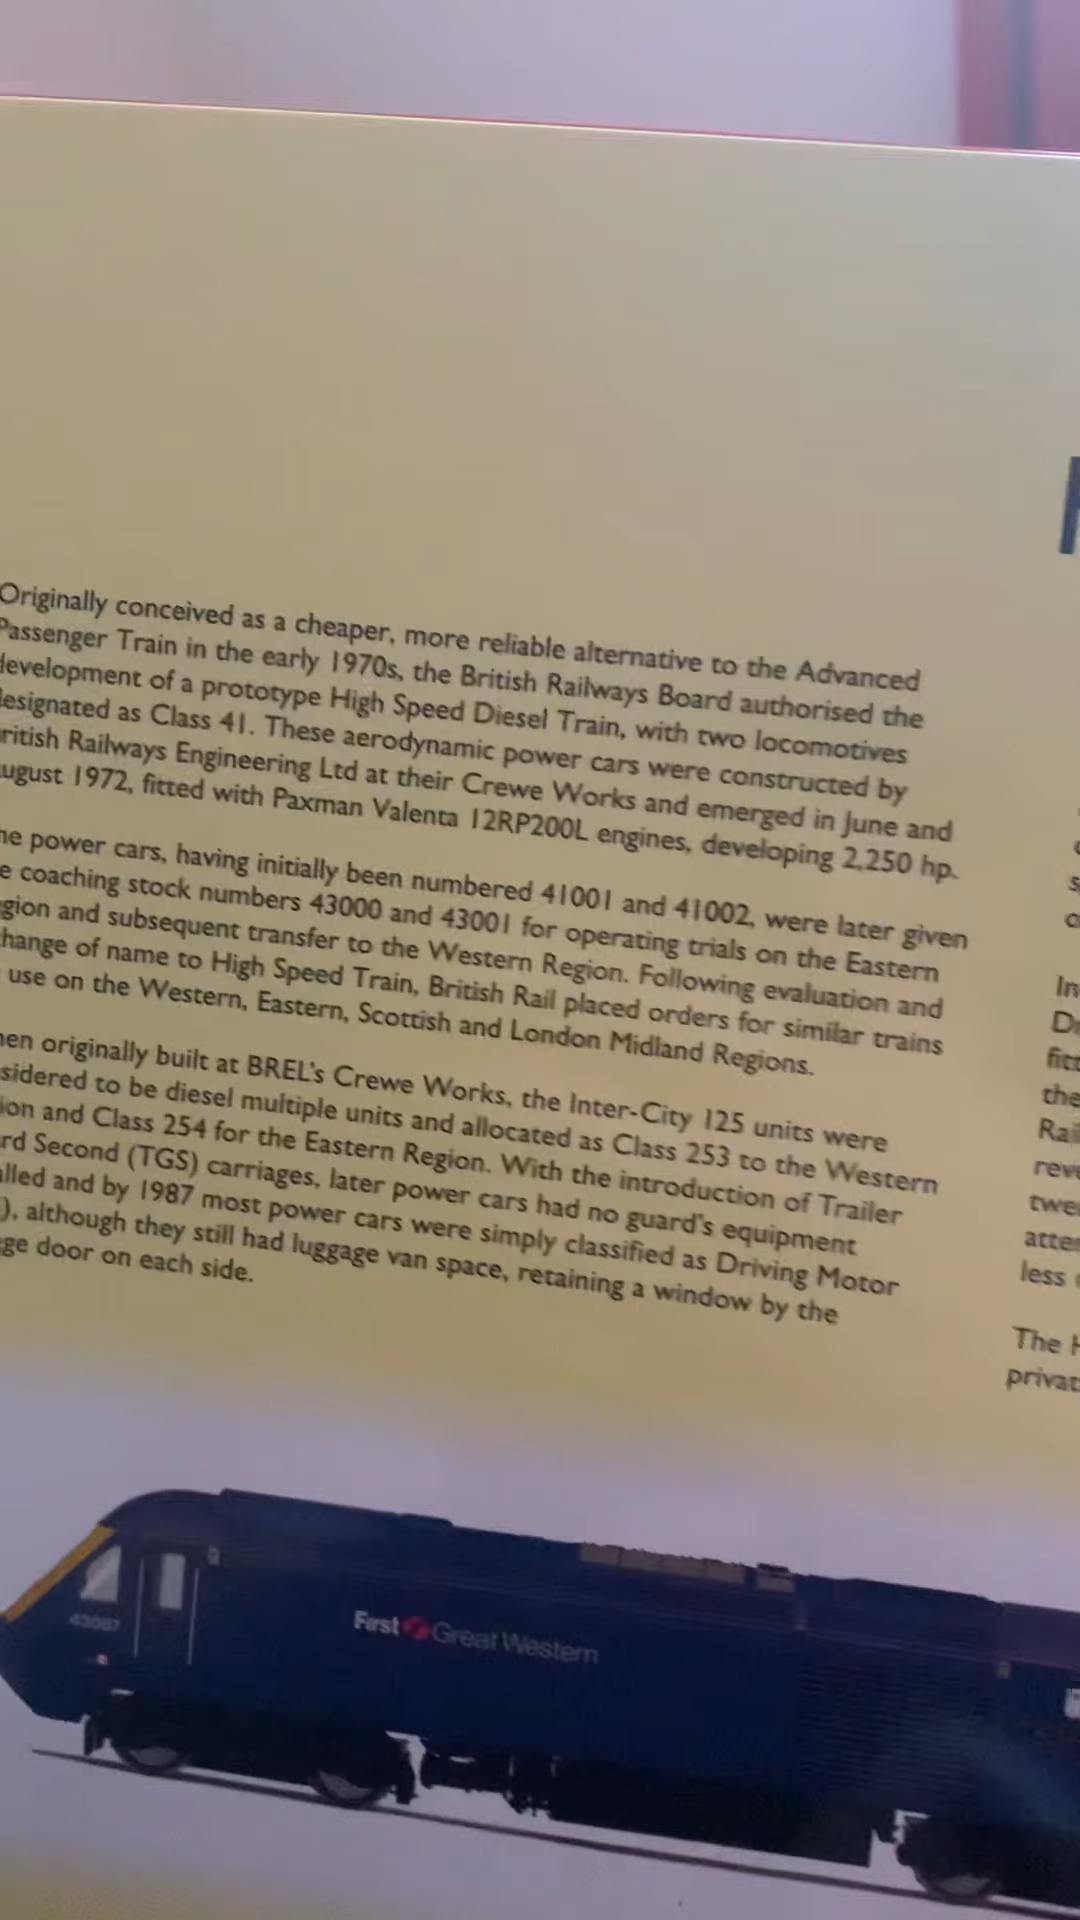 Originally conceived as a cheaper, more reliable alternative to the Advanced
Passenger Train in the early 1970s, the British Railways Board authorised the
development of a prototype High Speed Diesel Train, with two locomotives
designated as Class 41. These aerodynamic power cars were constructed by
ritish Railways Engineering Ltd at their Crewe Works and emerged in June and
ugust 1972, fitted with Paxman Valenta 12RP200L engines, developing 2,250 hp.
he power cars, having initially been numbered 41001 and 41002, were later given
e coaching stock numbers 43000 and 43001 for operating trials on the Eastern
gion and subsequent transfer to the Western Region. Following evaluation and
hange of name to High Speed Train, British Rail placed orders for similar trains
use on the Western, Eastern, Scottish and London Midland Regions.
en originally built at BREL's Crewe Works, the Inter-City 125 units were
sidered to be diesel multiple units and allocated as Class 253 to the Western
ion and Class 254 for the Eastern Region. With the introduction of Trailer
rd Second (TGS) carriages, later power cars had no guard's equipment
lled and by 1987 most power cars were simply classified as Driving Motor
), although they still had luggage van space, retaining a window by the
ge door on each side.
In
fitt
the
Rai
reve
twe
atte
less
The H
privat
43087
First Great Western